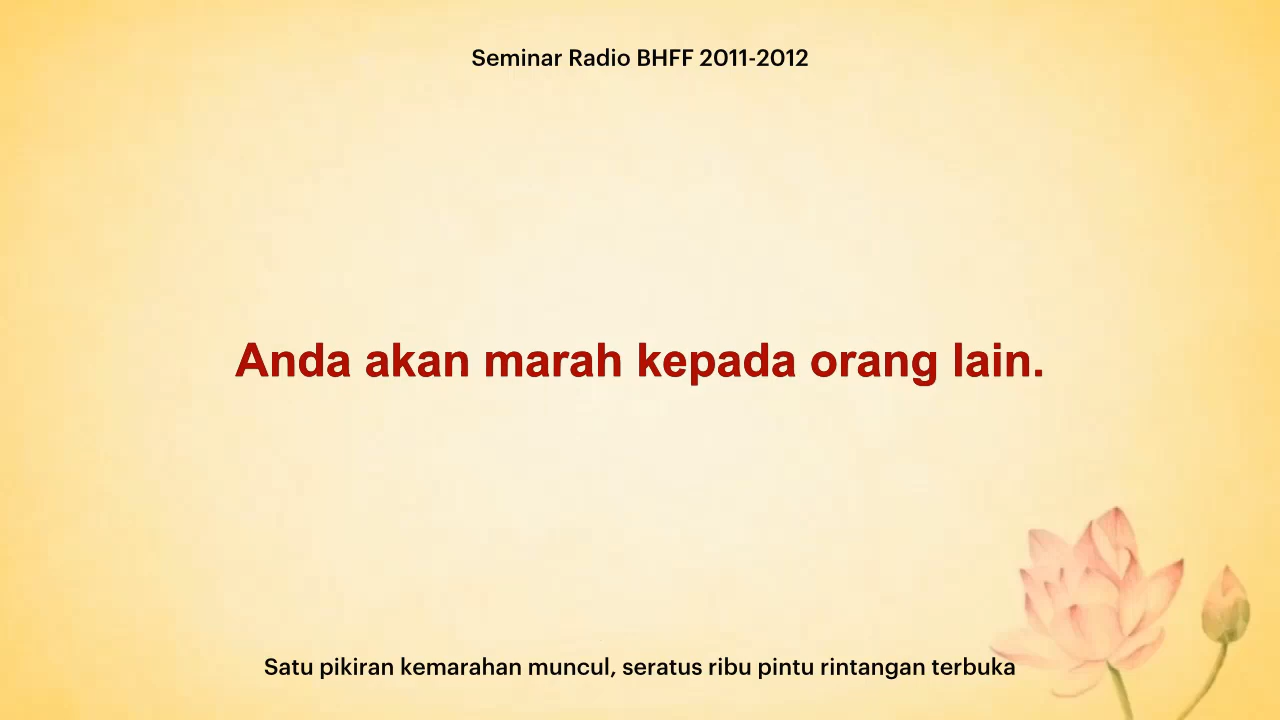 Seminar Radio BHFF 2011-2012
Anda akan marah kepada orang lain.
Satu pikiran kemarahan muncul, seratus ribu pintu rintangan terbuka